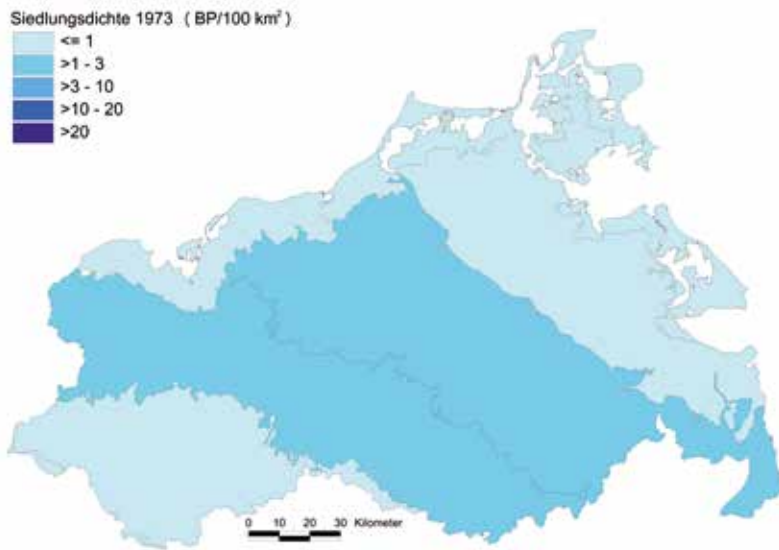 Siedlungsdichte 1973 ( BP/100 km²)
<= 1
>1 - 3
>3 - 10
>10 - 20
>20
0 10 20 30 Kilometer